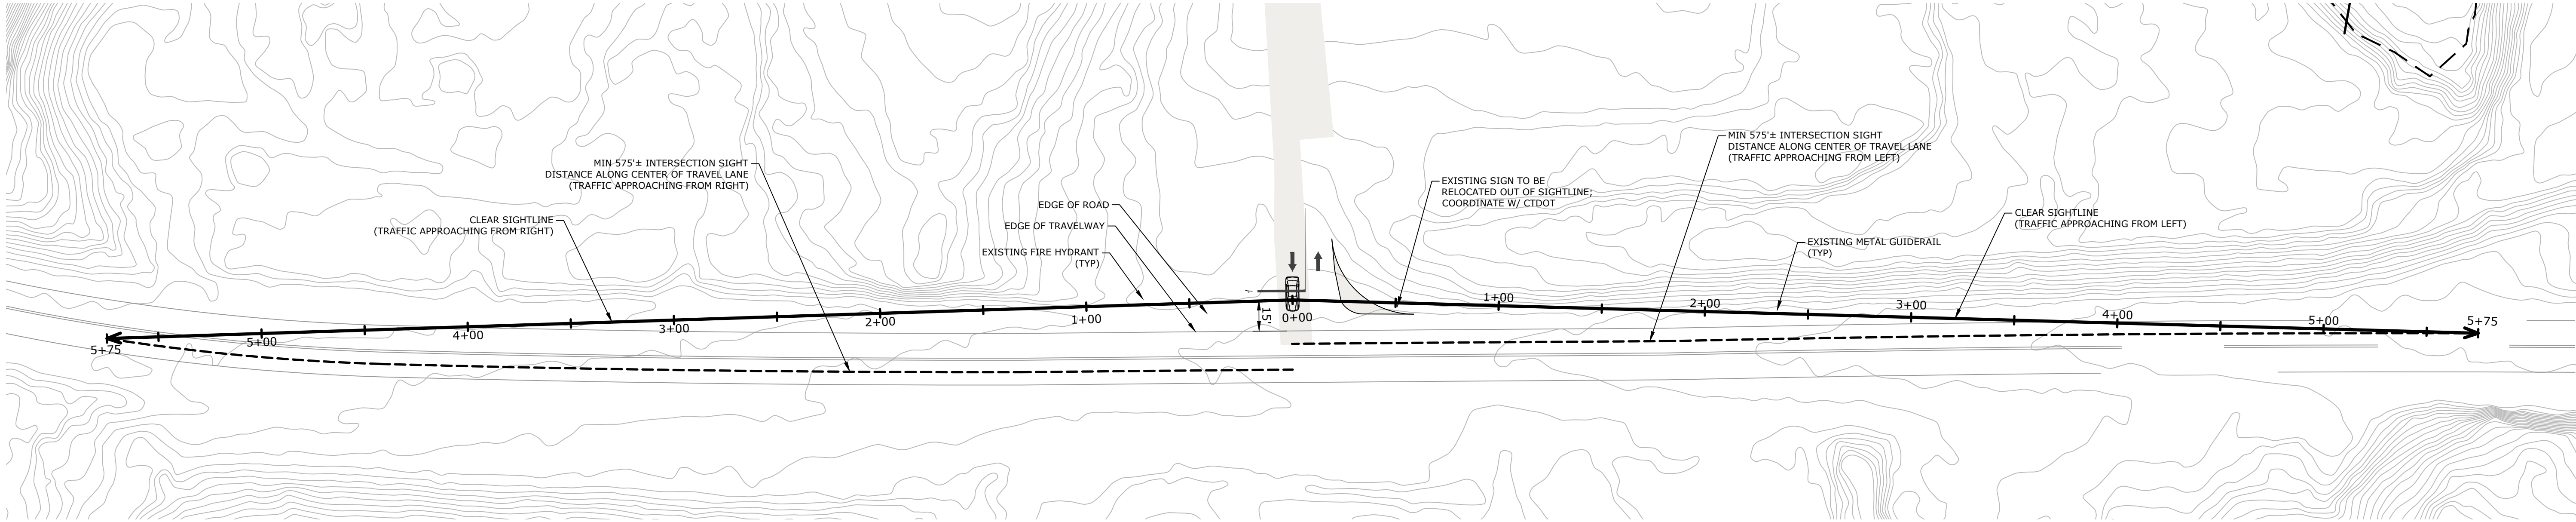 MIN 575'± INTERSECTION SIGHT
DISTANCE ALONG CENTER OF TRAVEL LANE
(TRAFFIC APPROACHING FROM RIGHT)
CLEAR SIGHTLINE
(TRAFFIC APPROACHING FROM RIGHT)
EDGE OF ROAD
EDGE OF TRAVELWAY
EXISTING FIRE HYDRANT
(TYP)
EXISTING SIGN TO BE
RELOCATED OUT OF SIGHTLINE;
COORDINATE W/ CTDOT
MIN 575'± INTERSECTION SIGHT
DISTANCE ALONG CENTER OF TRAVEL LANE
(TRAFFIC APPROACHING FROM LEFT)
EXISTING METAL GUIDERAIL
(TYP)
CLEAR SIGHTLINE
(TRAFFIC APPROACHING FROM LEFT)
5+75
5+00
4+00
3+00
2+00
1+00
15'
0+00
1+00
2+00
3+00
4+00
5+00
5+75